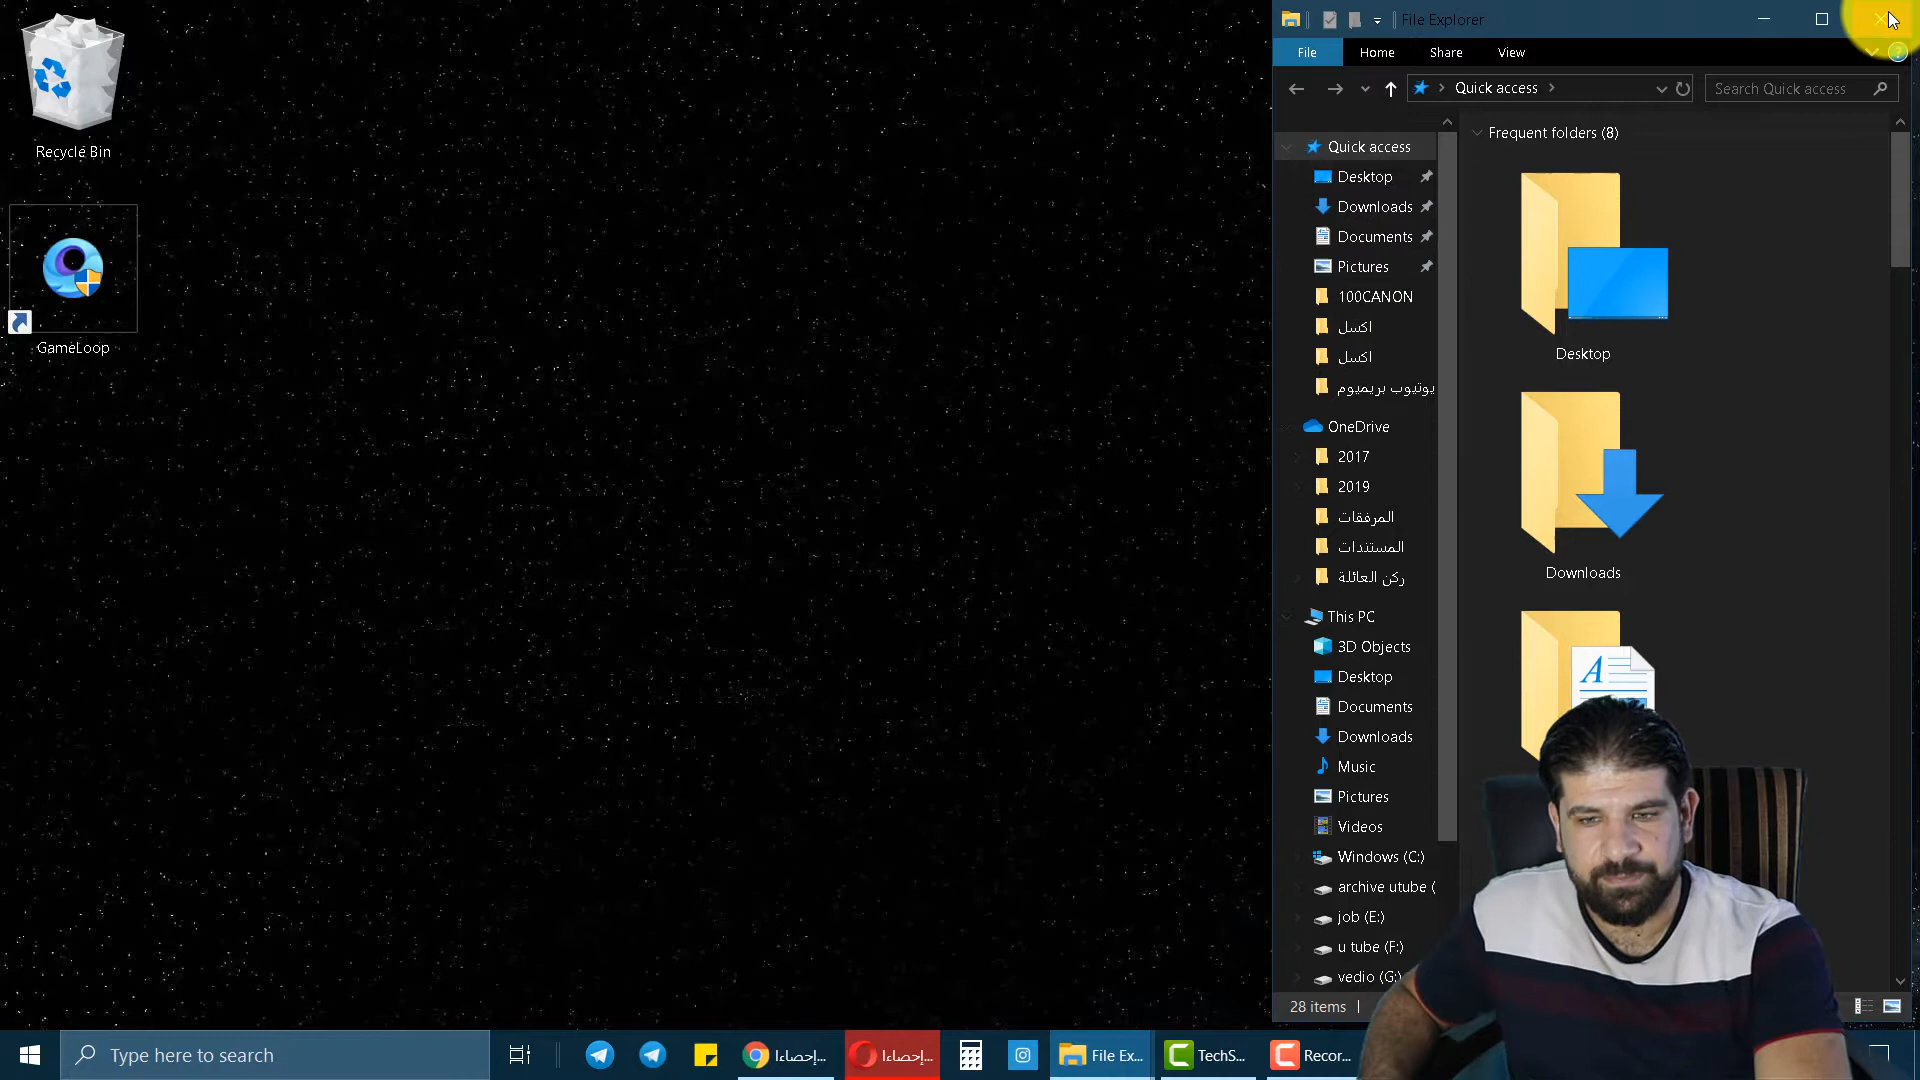 Recycle Bin
GameLoop
File Explorer
File
Home
Share
View
Quick access
Search Quick access
Quick access
Desktop
Downloads
Documents
Pictures
100CANON
اكسل
اكسل
يوتيوب بريميوم
OneDrive
2017
2019
المرفقات
المستندات
ركن العائلة
This PC
3D Objects
Desktop
Documents
Downloads
Music
Pictures
Videos
Windows (C:)
archive utube (
job (E:)
u tube (F:)
vedio (G:)
Frequent folders (8)
Desktop
Downloads
A
28 items
Type here to search
إحصاءا...
إحصاءا...
File Ex...
TechS...
Recor...